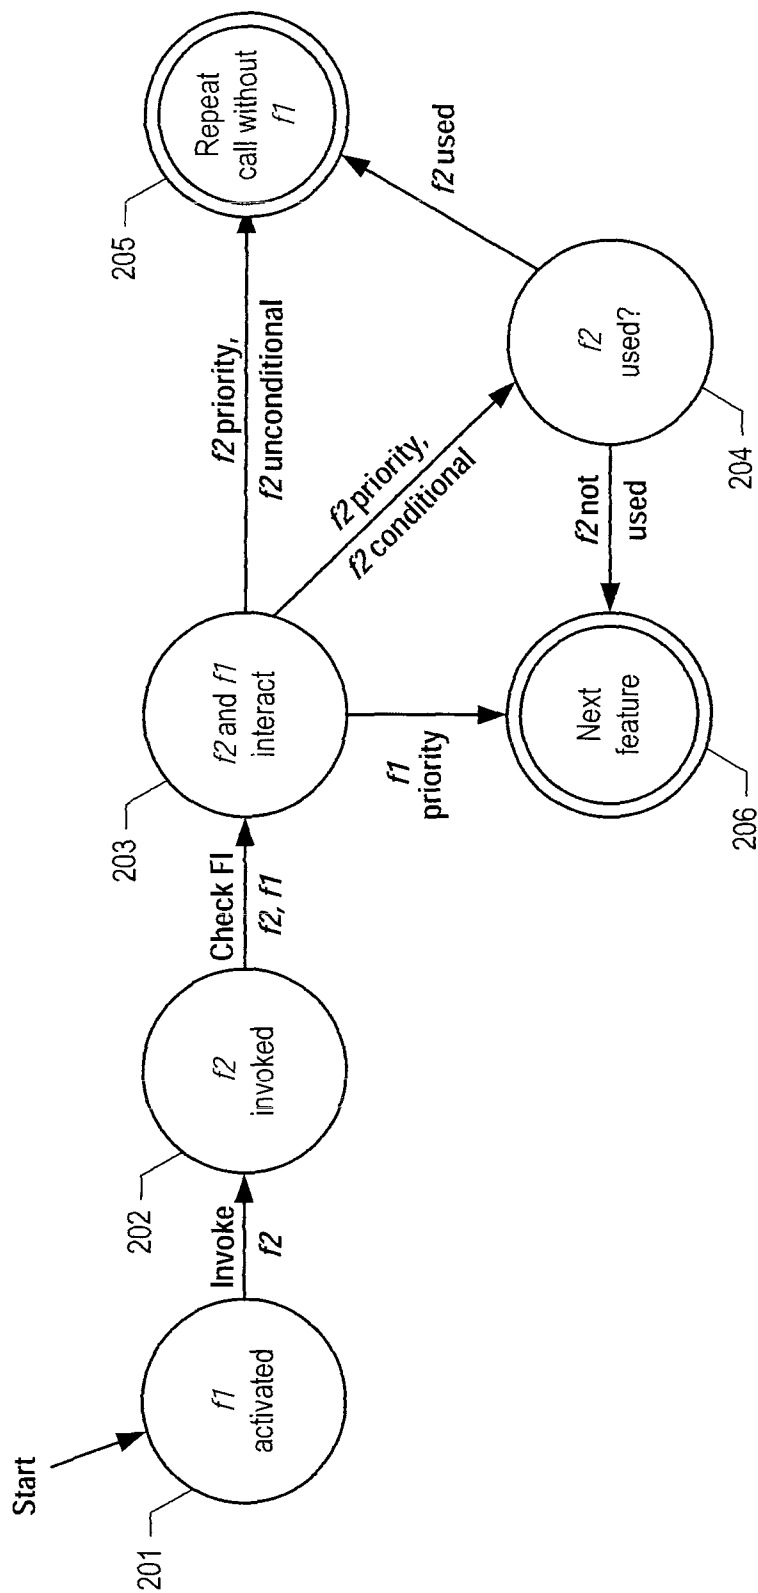 Start
201
f1
activated
Invoke
f2
202
f2
invoked
Check FI
f2, f1
203
f2 and f1
interact
f2 priority,
f2 unconditional
205
Repeat
call without
f1
f2 priority,
f2 conditional
f1
priority
f2
used?
204
f2 used
f2 not
used
Next
feature
206